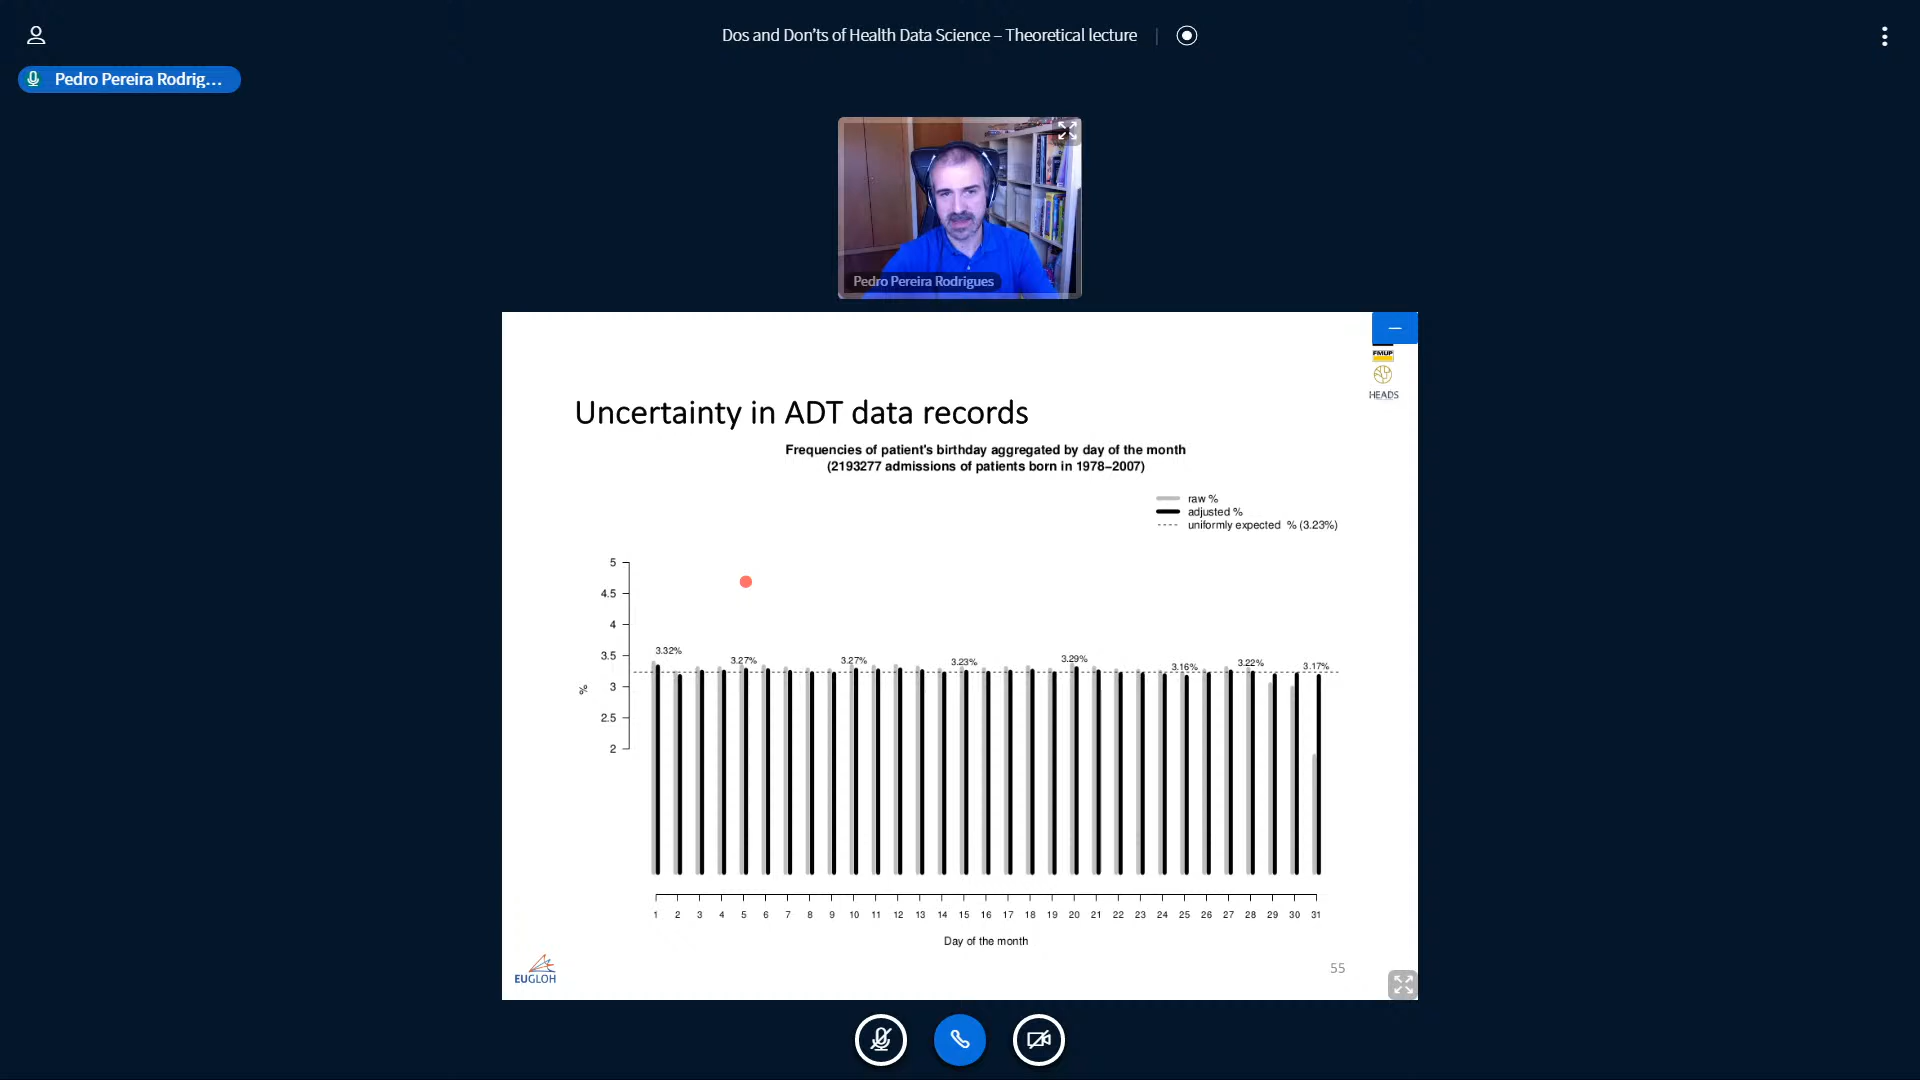 Dos and Don'ts of Health Data Science – Theoretical lecture
Pedro Pereira Rodrig...
Pedro Pereira Rodrigues
FMUP
HEADS
Uncertainty in ADT data records
Frequencies of patient's birthday aggregated by day of the month
(2193277 admissions of patients born in 1978–2007)
raw %
adjusted %
uniformly expected % (3.23%)
5
4.5
4
3.5
3
2.5
2
%
3.32% 3.27% 3.27% 3.23% 3.29% 3.16% 3.22% 3.17%
1 2 3 4 5 6 7 8 9 10 11 12 13 14 15 16 17 18 19 20 21 22 23 24 25 26 27 28 29 30 31
Day of the month
EUGLOH
55